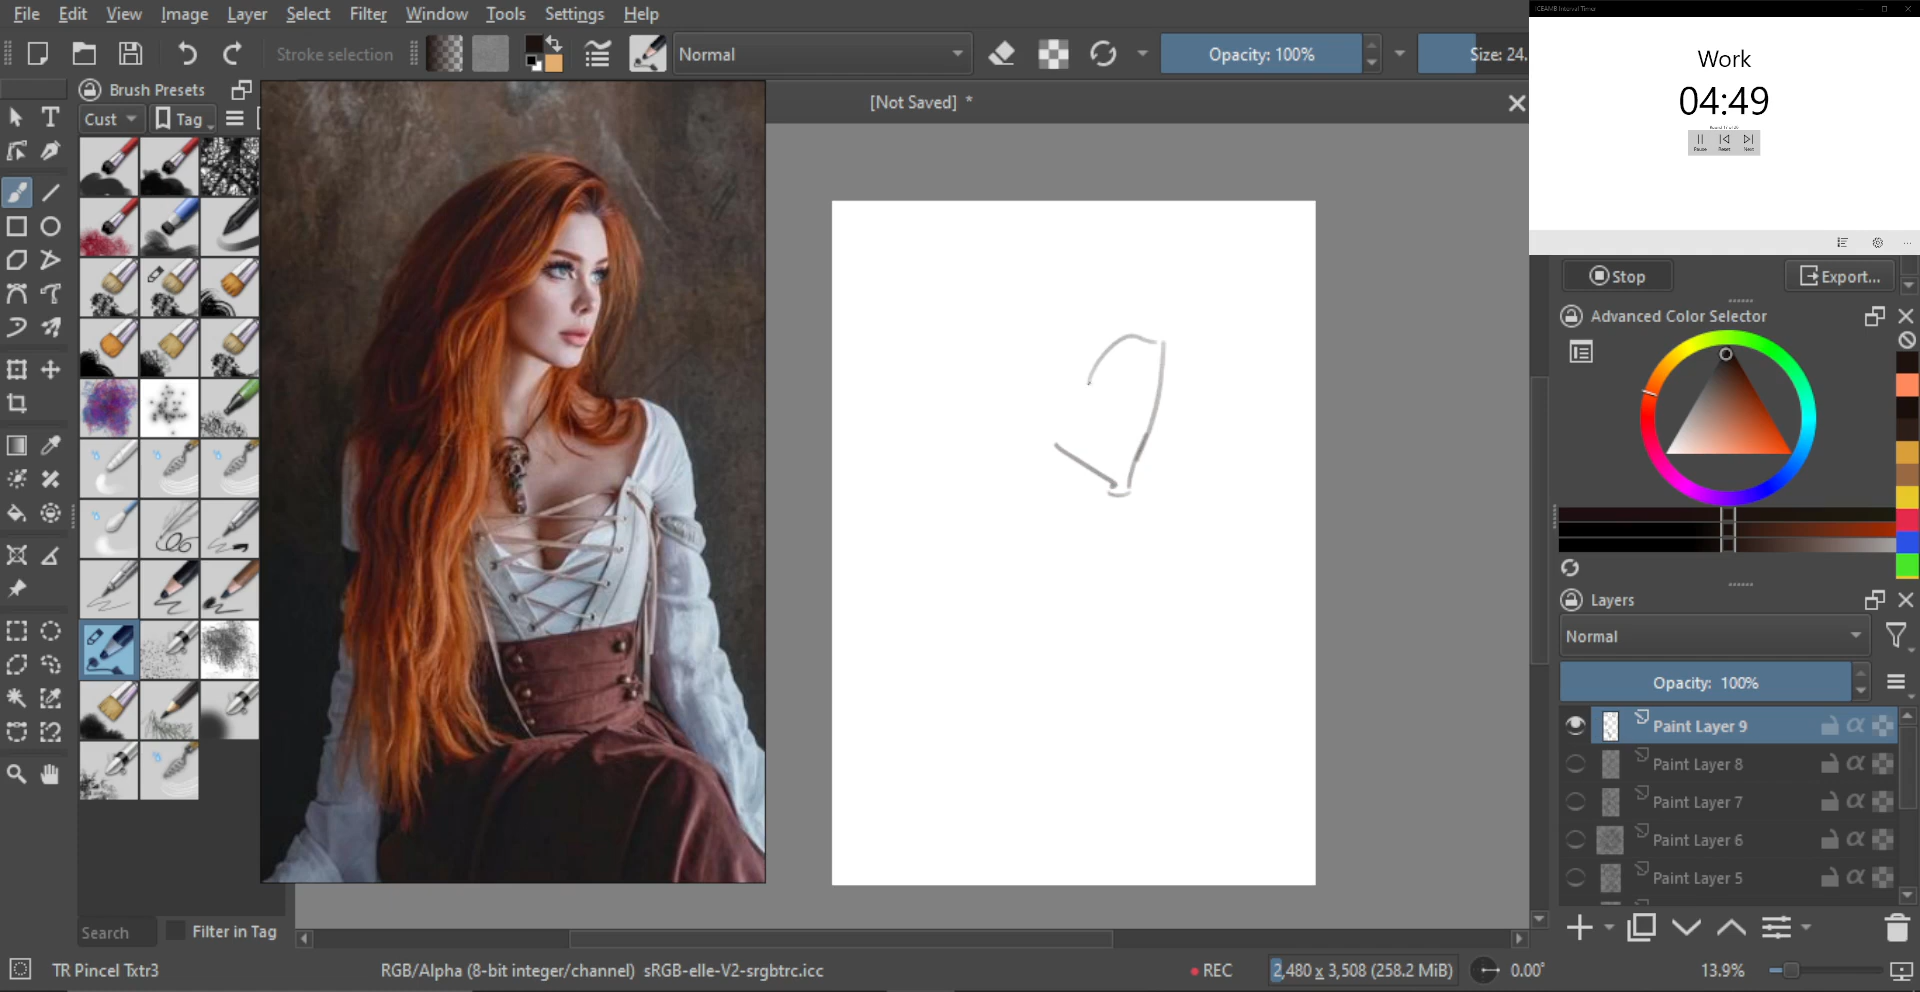 File Edit View Image Layer Select Filter Window Tools Settings Help
Stroke selection
Normal
Opacity: 100%
Size: 24.
Brush Presets
Cust
Tag
[Not Saved] *
Work
04:49
Pause Reset Next
Stop
Export...
Advanced Color Selector
Layers
Normal
Opacity: 100%
Paint Layer 9
Paint Layer 8
Paint Layer 7
Paint Layer 6
Paint Layer 5
Search
Filter in Tag
TR Pincel Txtr3
RGB/Alpha (8-bit integer/channel) sRGB-elle-V2-srgbtrc.icc
REC
2,480 x 3,508 (258.2 MiB)
0.00°
13.9%